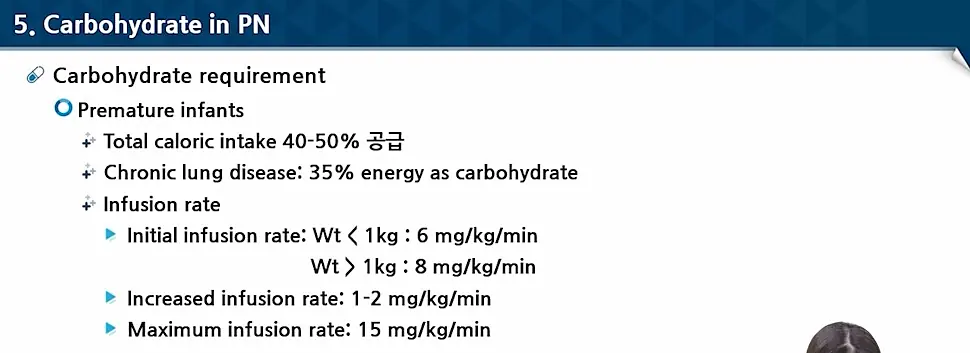 5. Carbohydrate in PN
Carbohydrate requirement
Premature infants
Total caloric intake 40-50% 공급
Chronic lung disease: 35% energy as carbohydrate
Infusion rate
Initial infusion rate: Wt < 1kg : 6 mg/kg/min
Wt > 1kg : 8 mg/kg/min
Increased infusion rate: 1-2 mg/kg/min
Maximum infusion rate: 15 mg/kg/min